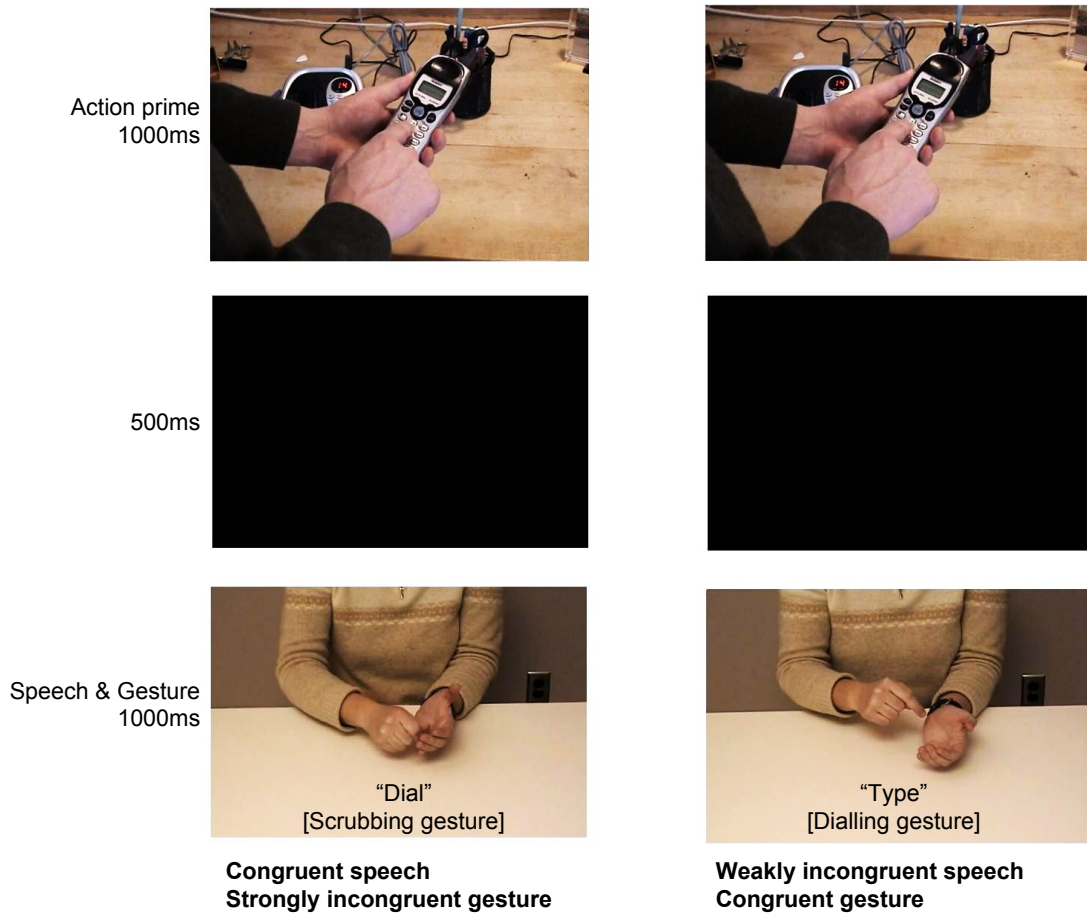 Action prime
1000ms
14
500ms
Speech & Gesture
1000ms
“Dial”
[Scrubbing gesture]
“Type”
[Dialling gesture]
Congruent speech
Strongly incongruent gesture
Weakly incongruent speech
Congruent gesture